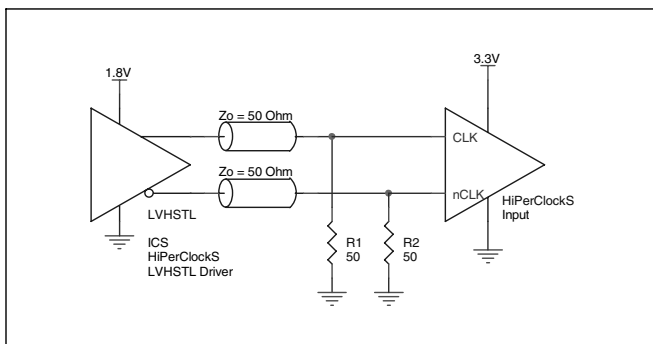 1.8V
3.3V
Zo = 50 Ohm
CLK
Zo = 50 Ohm
nCLK
HiPerClockS
Input
LVHSTL
ICS
HiPerClockS
LVHSTL Driver
R1
50
R2
50